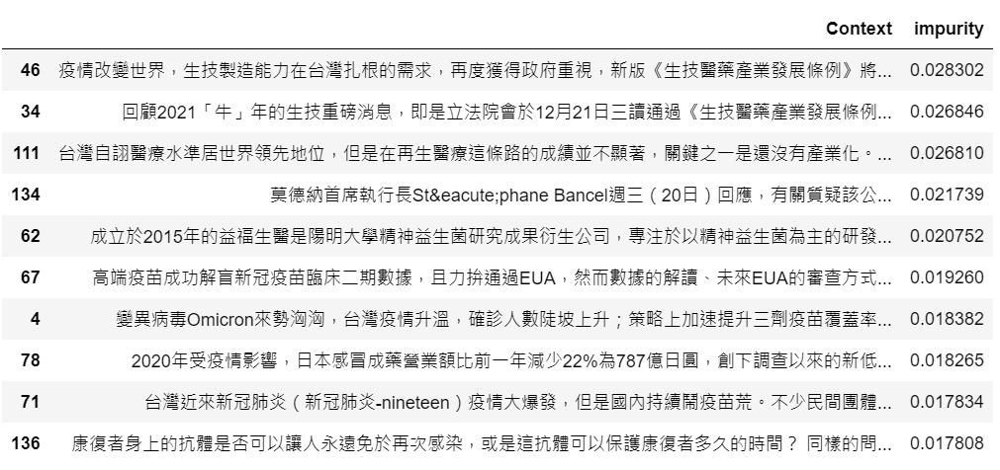 Context impurity
46 疫情改變世界，生技製造能力在台灣扎根的需求，再度獲得政府重視，新版《生技醫藥產業發展條例》將... 0.028302
34 回顧2021「牛」年的生技重磅消息，即是立法院會於12月21日三讀通過《生技醫藥產業發展條例... 0.026846
111 台灣自詡醫療水準居世界領先地位，但是在再生醫療這條路的成績並不顯著，關鍵之一是還沒有產業化。... 0.026810
134 莫德納首席執行長St&eacute;phane Bancel週三（20日）回應，有關質疑該公... 0.021739
62 成立於2015年的益福生醫是陽明大學精神益生菌研究成果衍生公司，專注於以精神益生菌為主的研發... 0.020752
67 高端疫苗成功解盲新冠疫苗臨床二期數據，且力拚通過EUA，然而數據的解讀、未來EUA的審查方式... 0.019260
4 變異病毒Omicron來勢洶洶，台灣疫情升溫，確診人數陡坡上升；策略上加速提升三劑疫苗覆蓋率... 0.018382
78 2020年受疫情影響，日本感冒成藥營業額比前一年減少22%為787億日圓，創下調查以來的新低... 0.018265
71 台灣近來新冠肺炎（新冠肺炎-nineteen）疫情大爆發，但是國內持續鬧疫苗荒。不少民間團體... 0.017834
136 康復者身上的抗體是否可以讓人永遠免於再次感染，或是這抗體可以保護康復者多久的時間？ 同樣的問... 0.017808